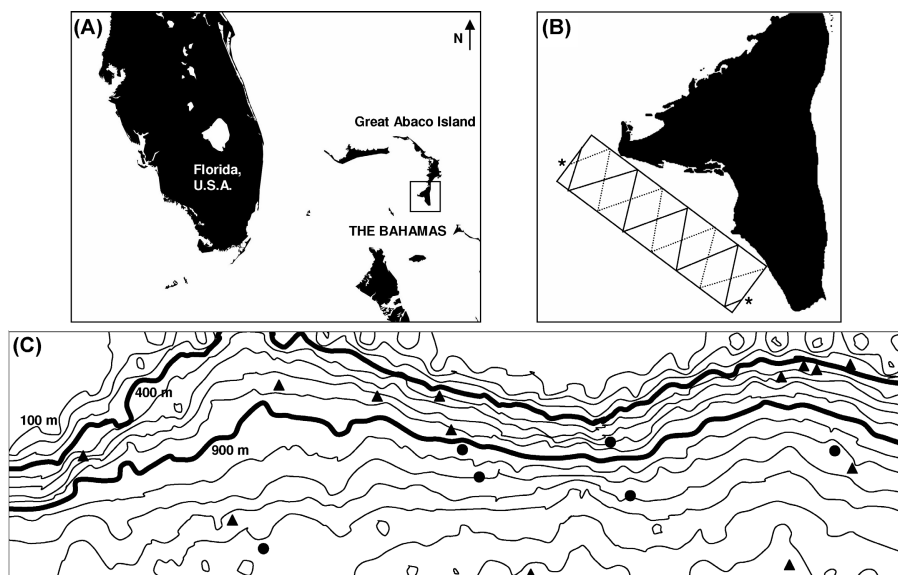 (A)
N
Great Abaco Island
Florida,
U.S.A.
THE BAHAMAS
(B)
*
*
(C)
400 m
100 m
900 m